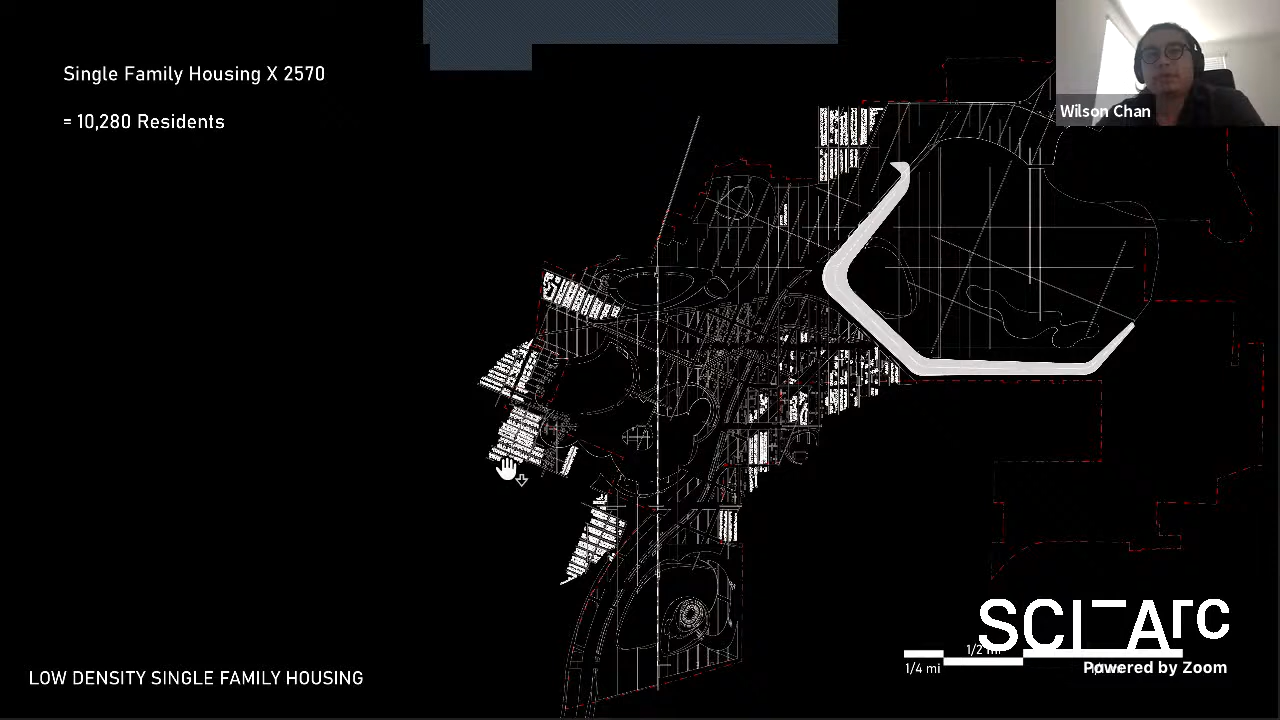 Single Family Housing X 2570
= 10,280 Residents
Wilson Chan
SCI_Arc
1/2 mi
1/4 mi
Powered by Zoom
LOW DENSITY SINGLE FAMILY HOUSING